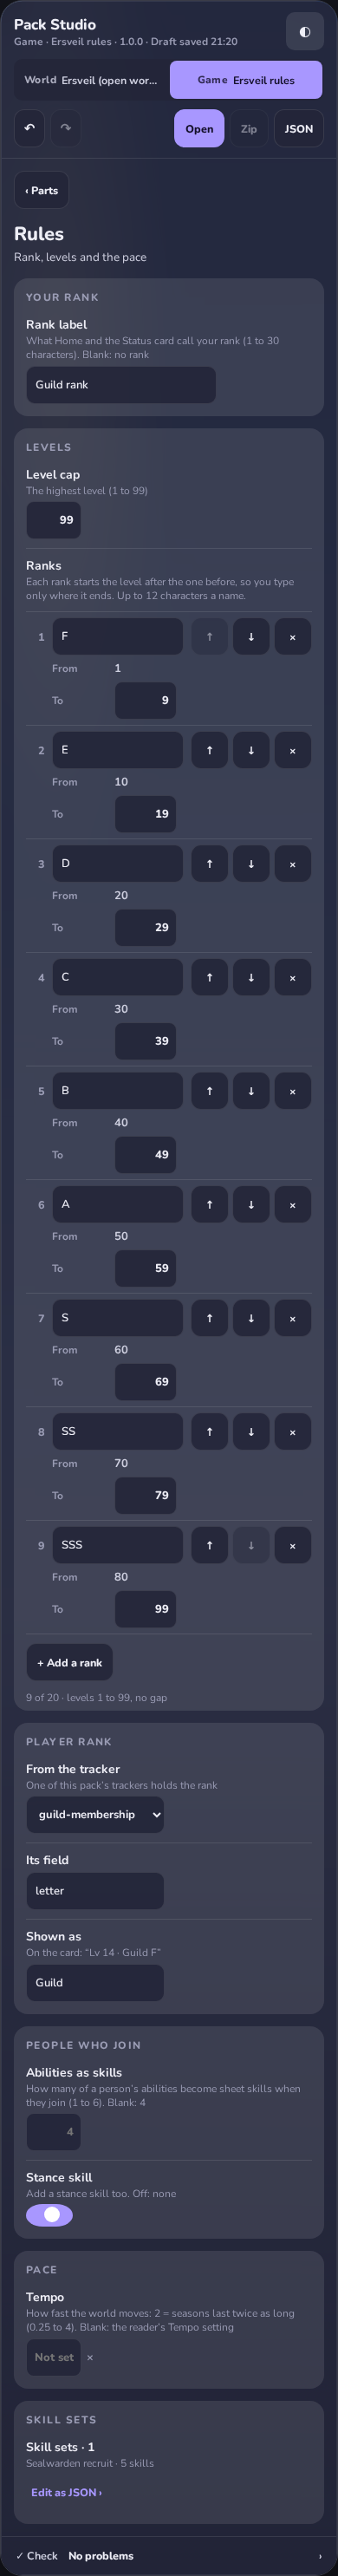 Pack Studio
Game · Ersveil rules · 1.0.0 · Draft saved 21:20
World Ersveil (open wor... Game Ersveil rules
Open Zip JSON
‹ Parts
Rules
Rank, levels and the pace
YOUR RANK
Rank label
What Home and the Status card call your rank (1 to 30
characters). Blank: no rank
Guild rank
LEVELS
Level cap
The highest level (1 to 99)
99
Ranks
Each rank starts the level after the one before, so you type
only where it ends. Up to 12 characters a name.
1 F ↑ ↓ ×
From 1
To 9
2 E ↑ ↓ ×
From 10
To 19
3 D ↑ ↓ ×
From 20
To 29
4 C ↑ ↓ ×
From 30
To 39
5 B ↑ ↓ ×
From 40
To 49
6 A ↑ ↓ ×
From 50
To 59
7 S ↑ ↓ ×
From 60
To 69
8 SS ↑ ↓ ×
From 70
To 79
9 SSS ↑ ↓ ×
From 80
To 99
+ Add a rank
9 of 20 · levels 1 to 99, no gap
PLAYER RANK
From the tracker
One of this pack's trackers holds the rank
guild-membership
Its field
letter
Shown as
On the card: “Lv 14 · Guild F”
Guild
PEOPLE WHO JOIN
Abilities as skills
How many of a person's abilities become sheet skills when
they join (1 to 6). Blank: 4
4
Stance skill
Add a stance skill too. Off: none
PACE
Tempo
How fast the world moves: 2 = seasons last twice as long
(0.25 to 4). Blank: the reader's Tempo setting
Not set ×
SKILL SETS
Skill sets · 1
Sealwarden recruit · 5 skills
Edit as JSON ›
✓ Check No problems ›